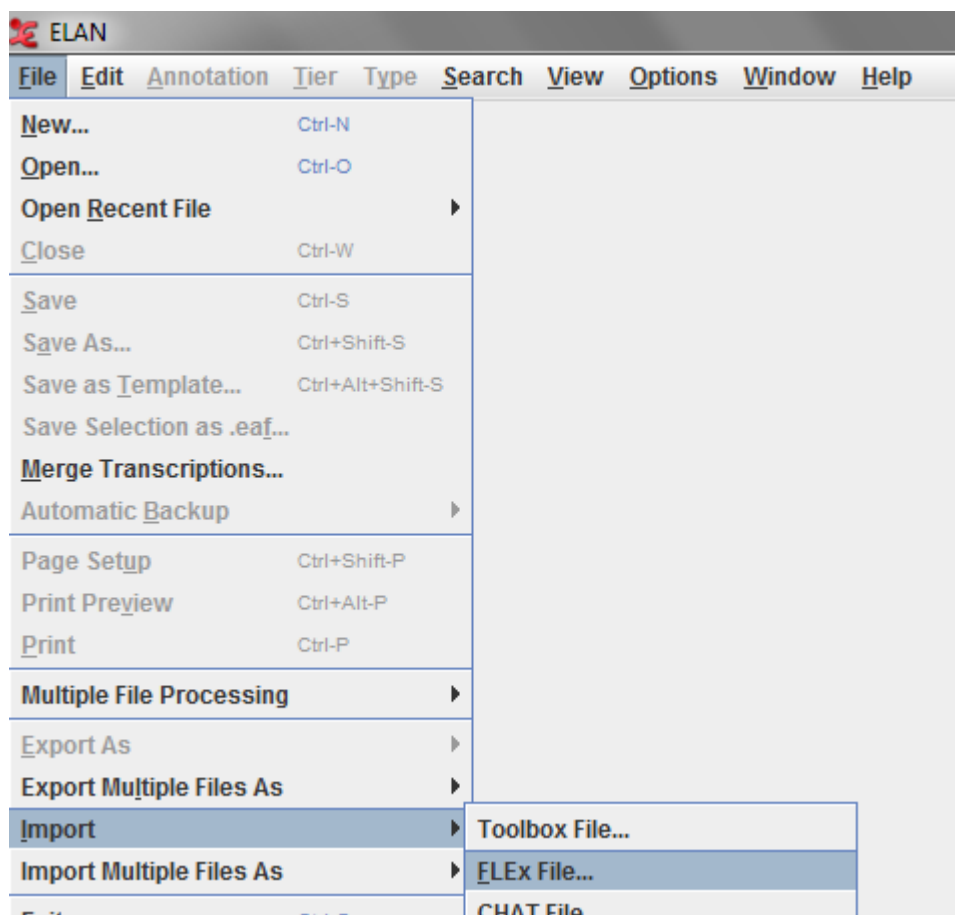 ELAN
File Edit Annotation Tier Type Search View Options Window Help
New... Ctrl-N
Open... Ctrl-O
Open Recent File
Close Ctrl-W
Save Ctrl-S
Save As... Ctrl+Shift-S
Save as Template... Ctrl+Alt+Shift-S
Save Selection as .eaf...
Merge Transcriptions...
Automatic Backup
Page Setup Ctrl+Shift-P
Print Preview Ctrl+Alt-P
Print Ctrl-P
Multiple File Processing
Export As
Export Multiple Files As
Import Toolbox File...
Import Multiple Files As FLEx File...
CHAT File